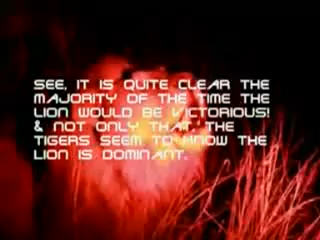 SEE, IT IS QUITE CLEAR THE
MAJORITY OF THE TIME THE
LION WOULD BE VICTORIOUS!
& NOT ONLY THAT, THE
TIGERS SEEM TO KNOW THE
LION IS DOMINANT.